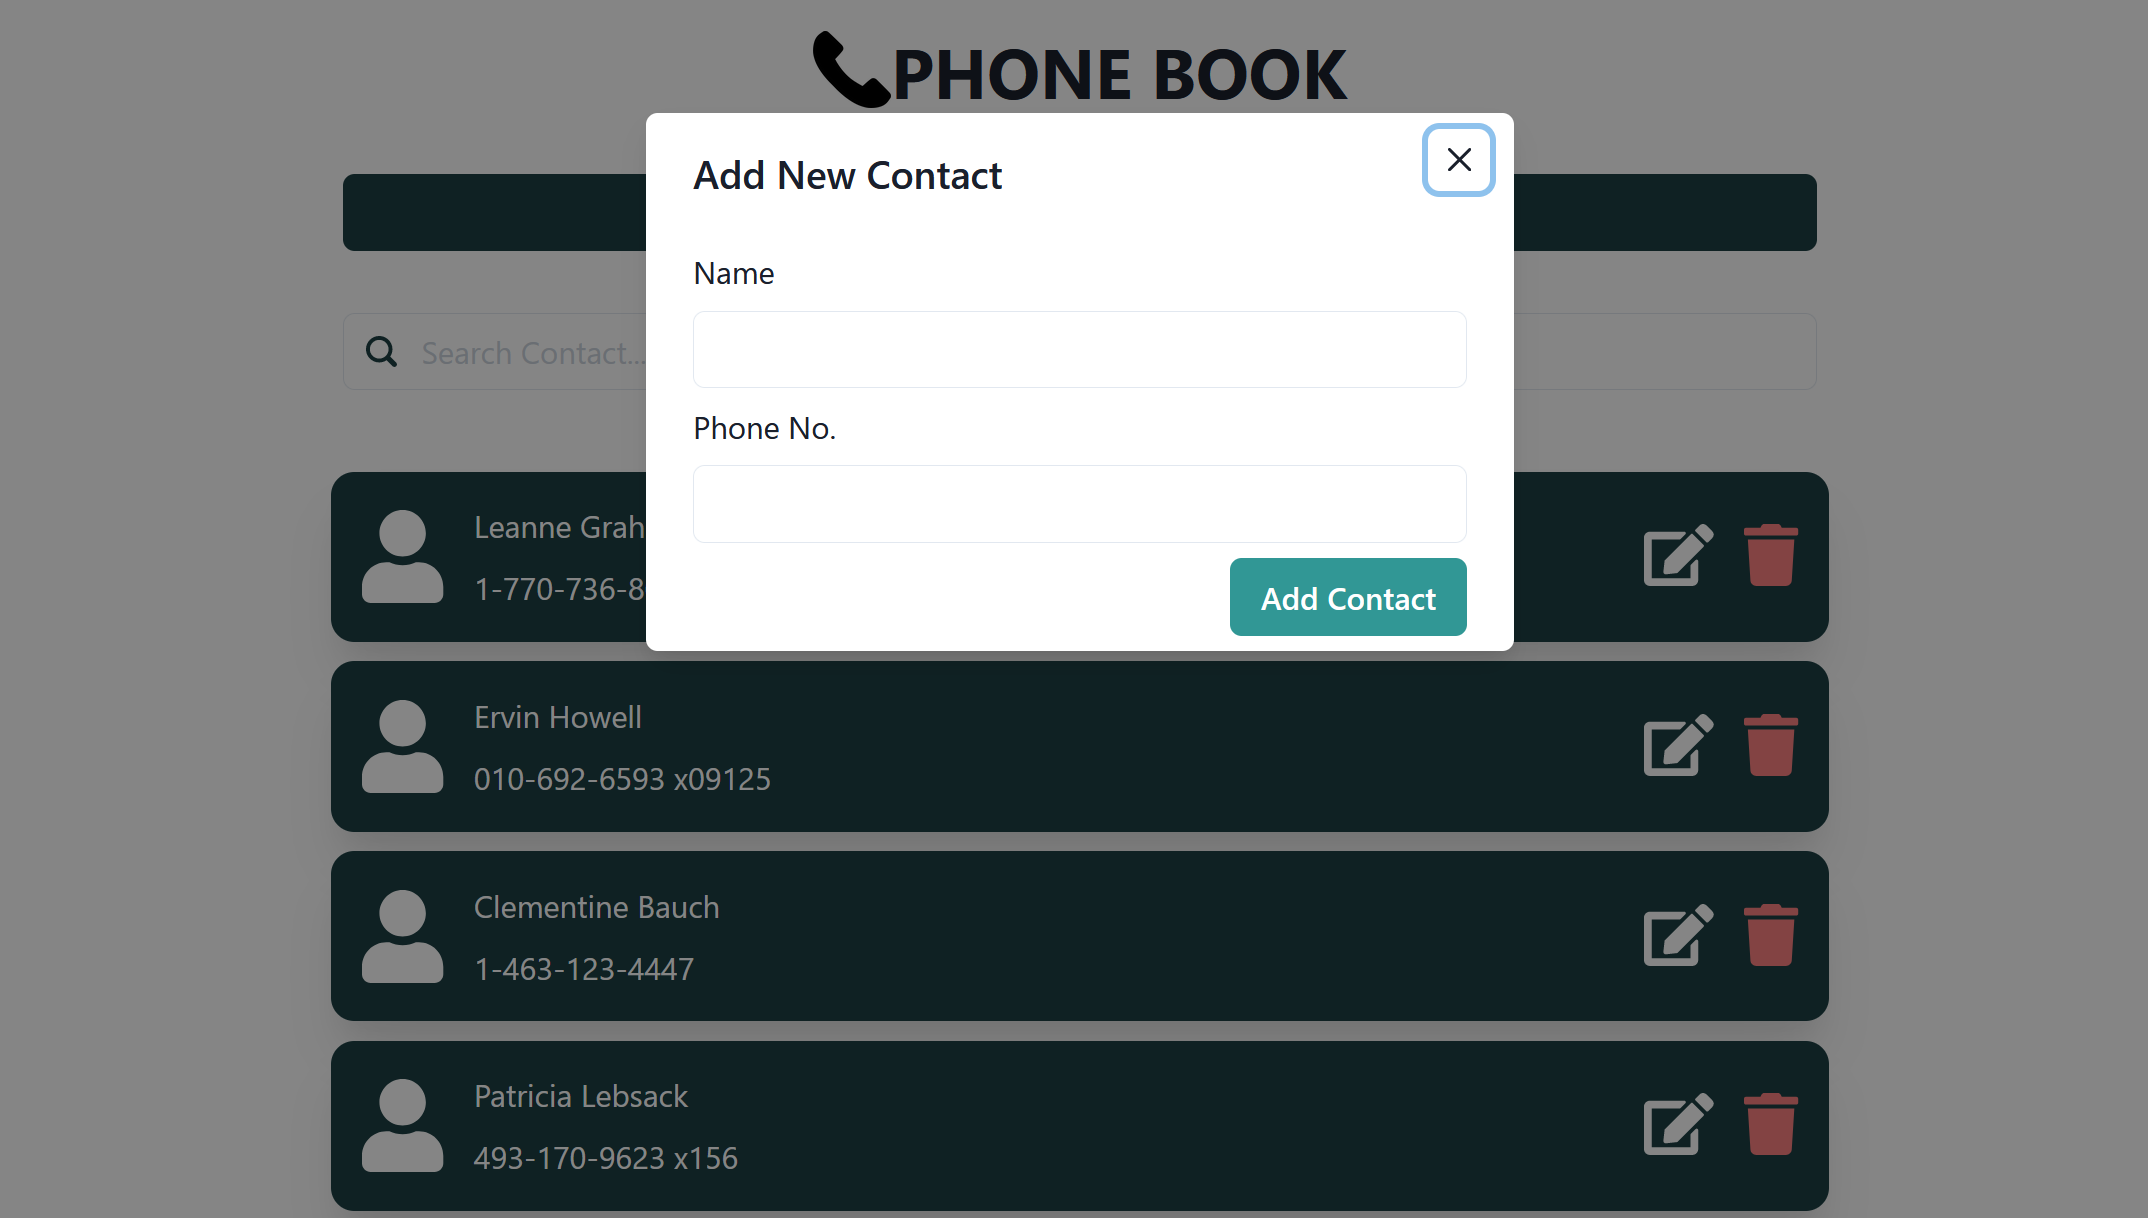 PHONE BOOK
Add New Contact
Name
Search Contact...
Phone No.
Leanne Grah
1-770-736-8
Add Contact
Ervin Howell
010-692-6593 x09125
Clementine Bauch
1-463-123-4447
Patricia Lebsack
493-170-9623 x156